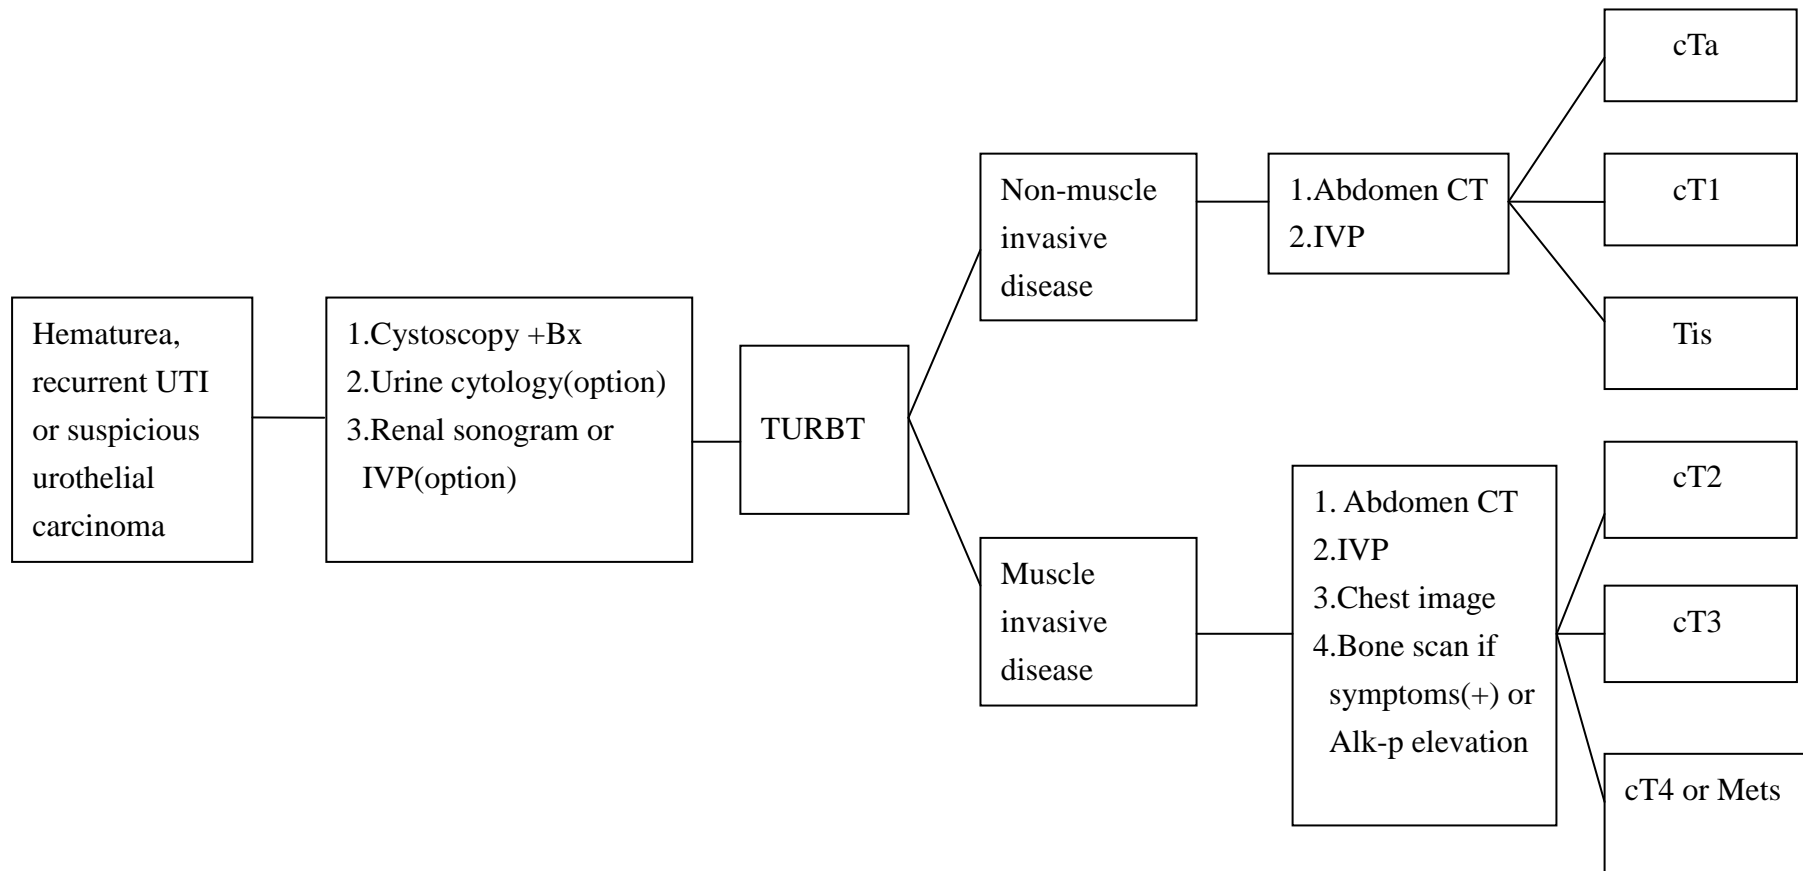 Hematurea,
recurrent UTI
or suspicious
urothelial
carcinoma
1.Cystoscopy +Bx
2.Urine cytology(option)
3.Renal sonogram or
IVP(option)
TURBT
Non-muscle
invasive
disease
1.Abdomen CT
2.IVP
cTa
cT1
Tis
Muscle
invasive
disease
1. Abdomen CT
2.IVP
3.Chest image
4.Bone scan if
symptoms(+) or
Alk-p elevation
cT2
cT3
cT4 or Mets